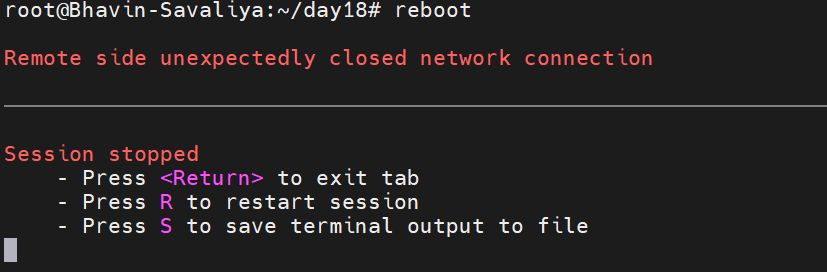 root@Bhavin-Savaliya:~/day18# reboot
Remote side unexpectedly closed network connection
Session stopped
- Press <Return> to exit tab
- Press R to restart session
- Press S to save terminal output to file